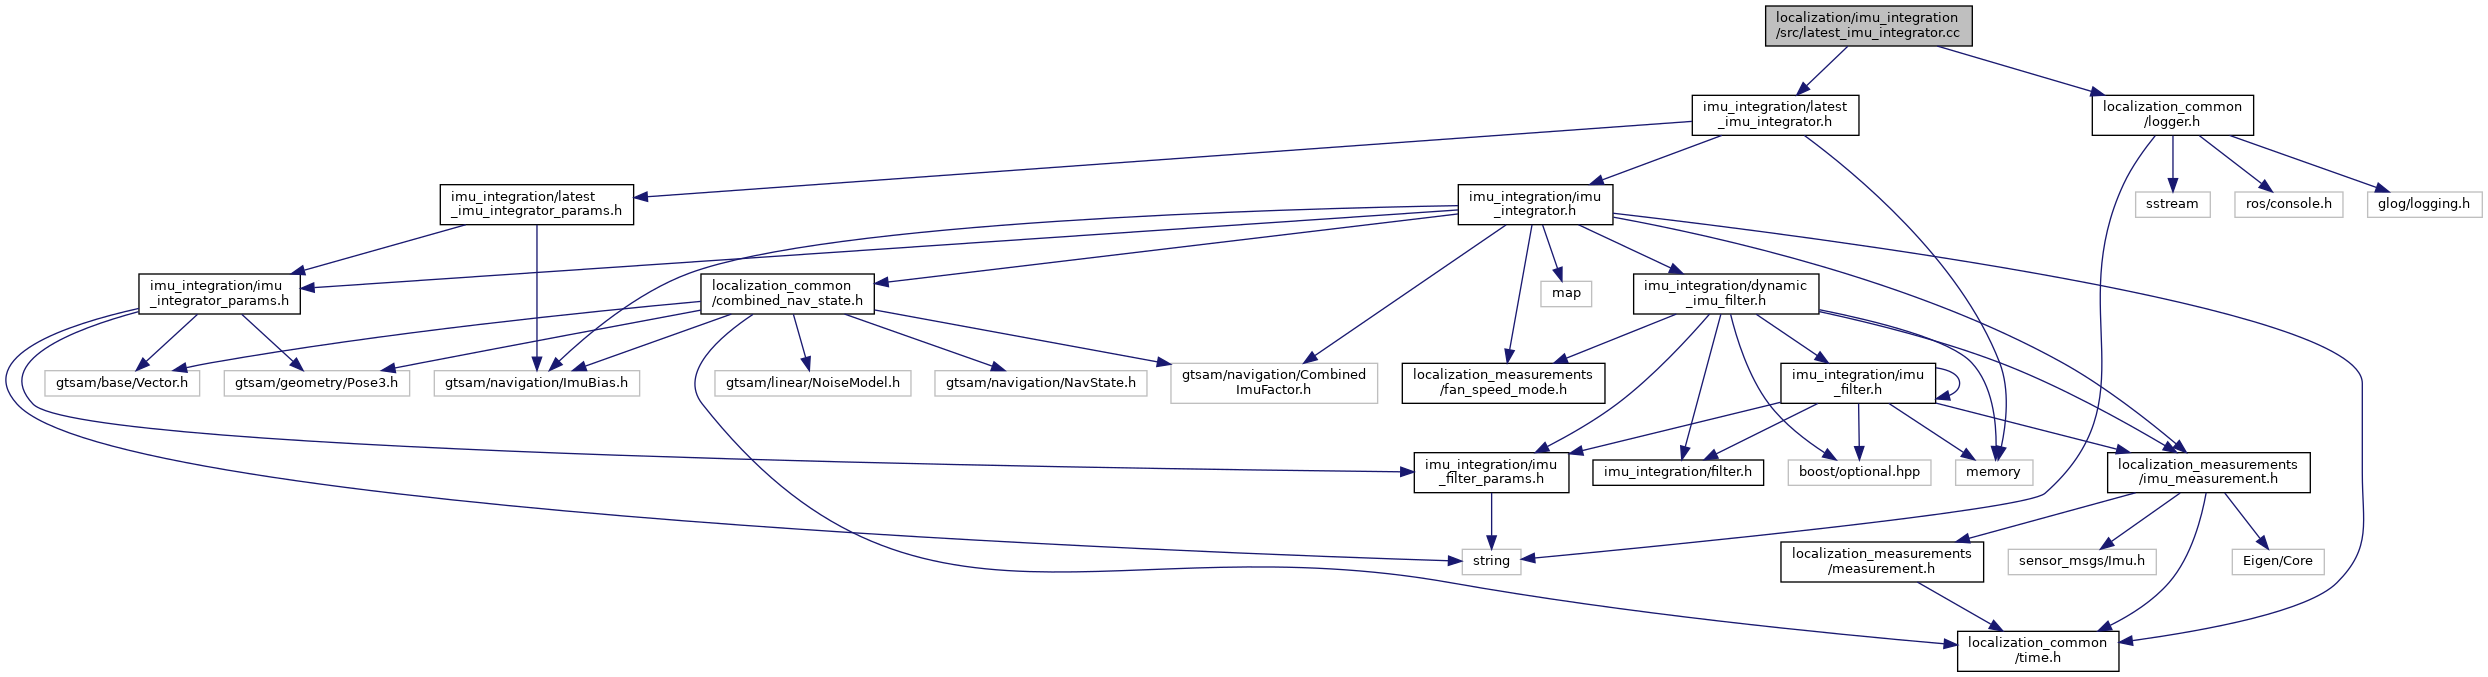 localization/imu_integration
/src/latest_imu_integrator.cc
imu_integration/latest
_imu_integrator.h
localization_common
/logger.h
imu_integration/latest
_imu_integrator_params.h
imu_integration/imu
_integrator.h
sstream
ros/console.h
glog/logging.h
imu_integration/imu
_integrator_params.h
localization_common
/combined_nav_state.h
map
imu_integration/dynamic
_imu_filter.h
gtsam/base/Vector.h
gtsam/geometry/Pose3.h
gtsam/navigation/ImuBias.h
gtsam/linear/NoiseModel.h
gtsam/navigation/NavState.h
gtsam/navigation/Combined
ImuFactor.h
localization_measurements
/fan_speed_mode.h
imu_integration/imu
_filter.h
imu_integration/imu
_filter_params.h
imu_integration/filter.h
boost/optional.hpp
memory
localization_measurements
/imu_measurement.h
string
localization_measurements
/measurement.h
sensor_msgs/Imu.h
Eigen/Core
localization_common
/time.h